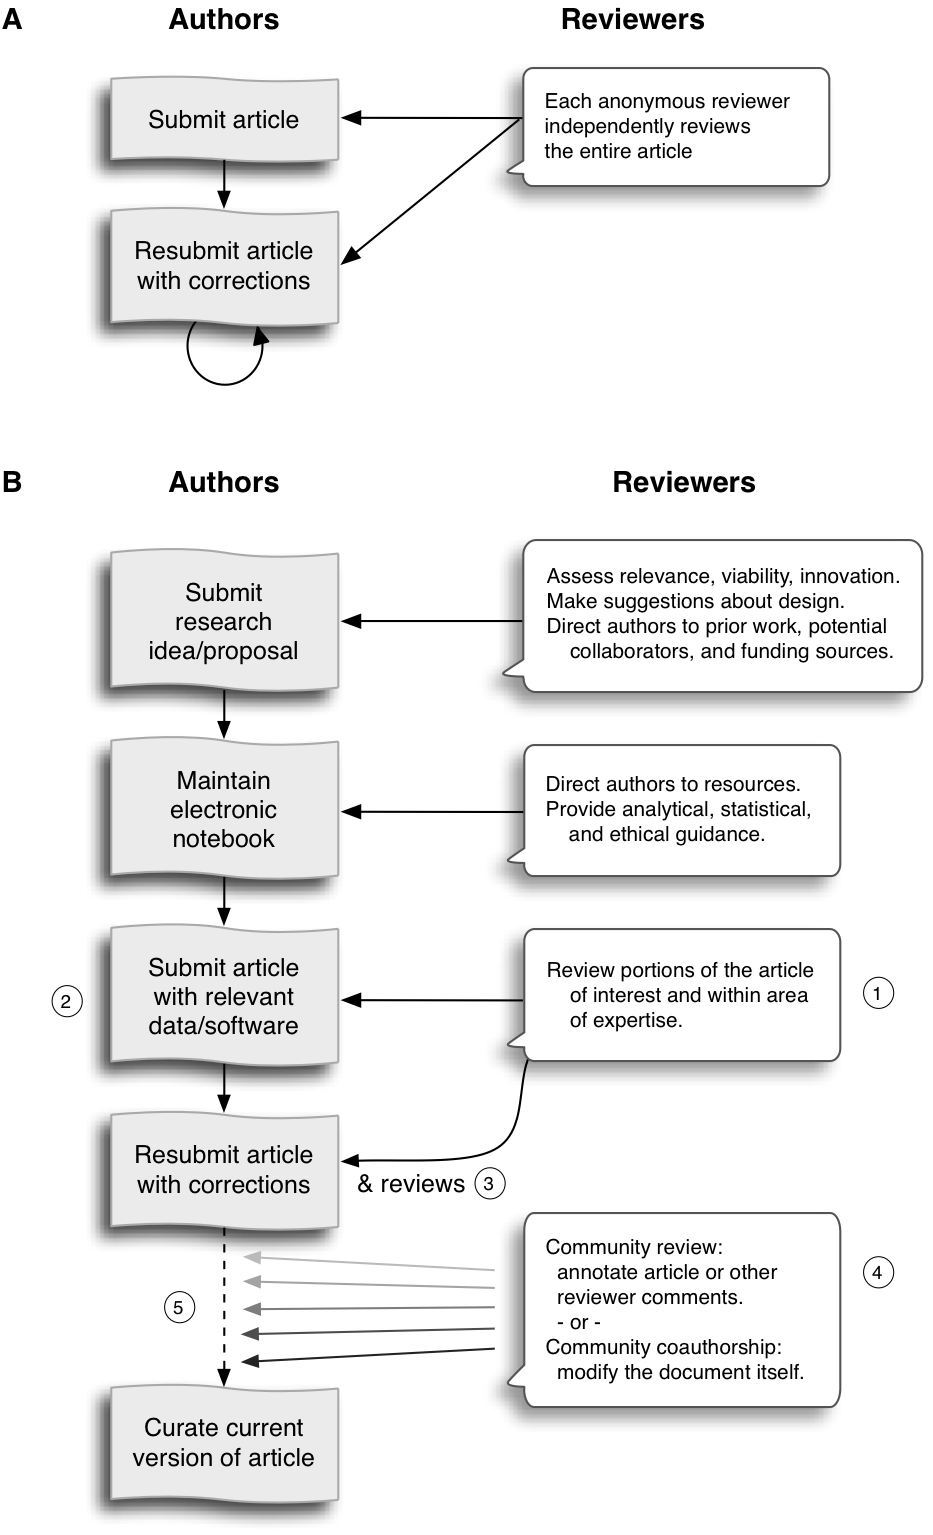 A
Authors
Reviewers
Submit article
Each anonymous reviewer
independently reviews
the entire article
Resubmit article
with corrections
B
Authors
Reviewers
Submit
research
idea/proposal
Assess relevance, viability, innovation.
Make suggestions about design.
Direct authors to prior work, potential
collaborators, and funding sources.
Maintain
electronic
notebook
Direct authors to resources.
Provide analytical, statistical,
and ethical guidance.
2
Submit article
with relevant
data/software
Review portions of the article
of interest and within area
of expertise.
1
Resubmit article
with corrections
& reviews 3
5
Community review:
annotate article or other
reviewer comments.
- or -
Community coauthorship:
modify the document itself.
4
Curate current
version of article